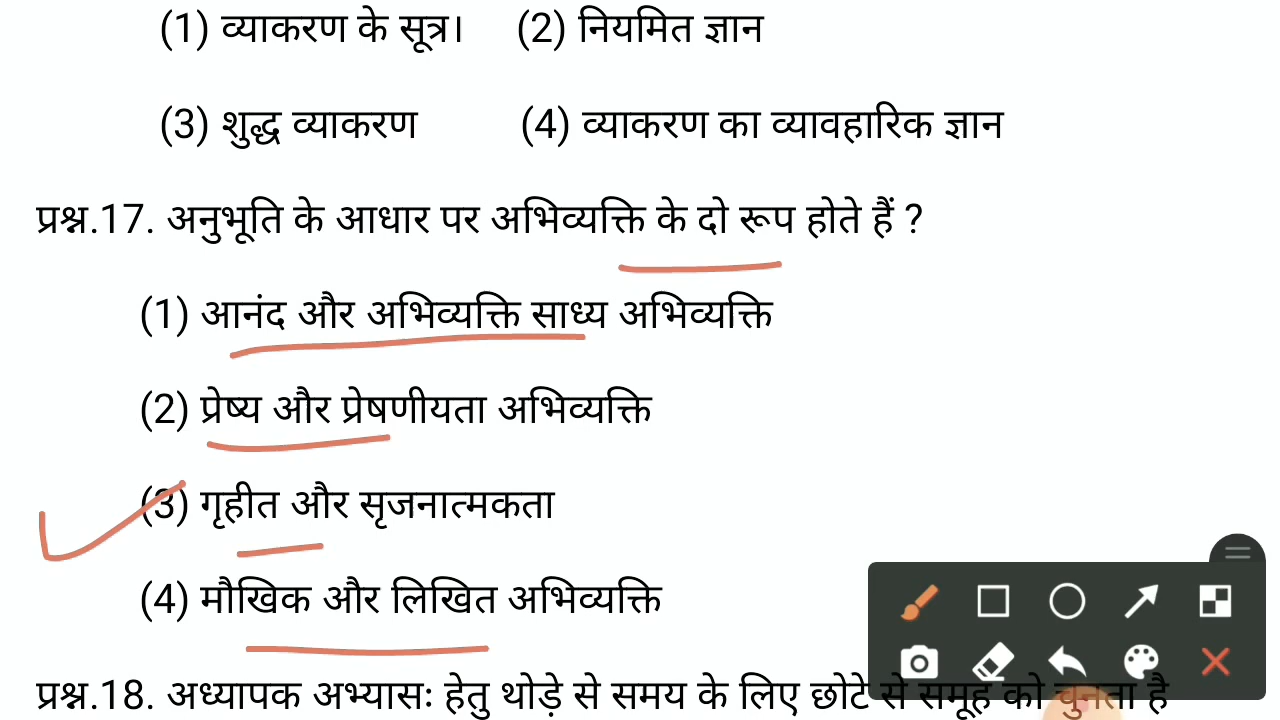 (1) व्याकरण के सूत्र। (2) नियमित ज्ञान
(3) शुद्ध व्याकरण (4) व्याकरण का व्यावहारिक ज्ञान
प्रश्न.17. अनुभूति के आधार पर अभिव्यक्ति के दो रूप होते हैं ?
(1) आनंद और अभिव्यक्ति साध्य अभिव्यक्ति
(2) प्रेष्य और प्रेषणीयता अभिव्यक्ति
(3) गृहीत और सृजनात्मकता
(4) मौखिक और लिखित अभिव्यक्ति
प्रश्न.18. अध्यापक अभ्यासः हेतु थोड़े से समय के लिए छोटे से समूह को चुनता है